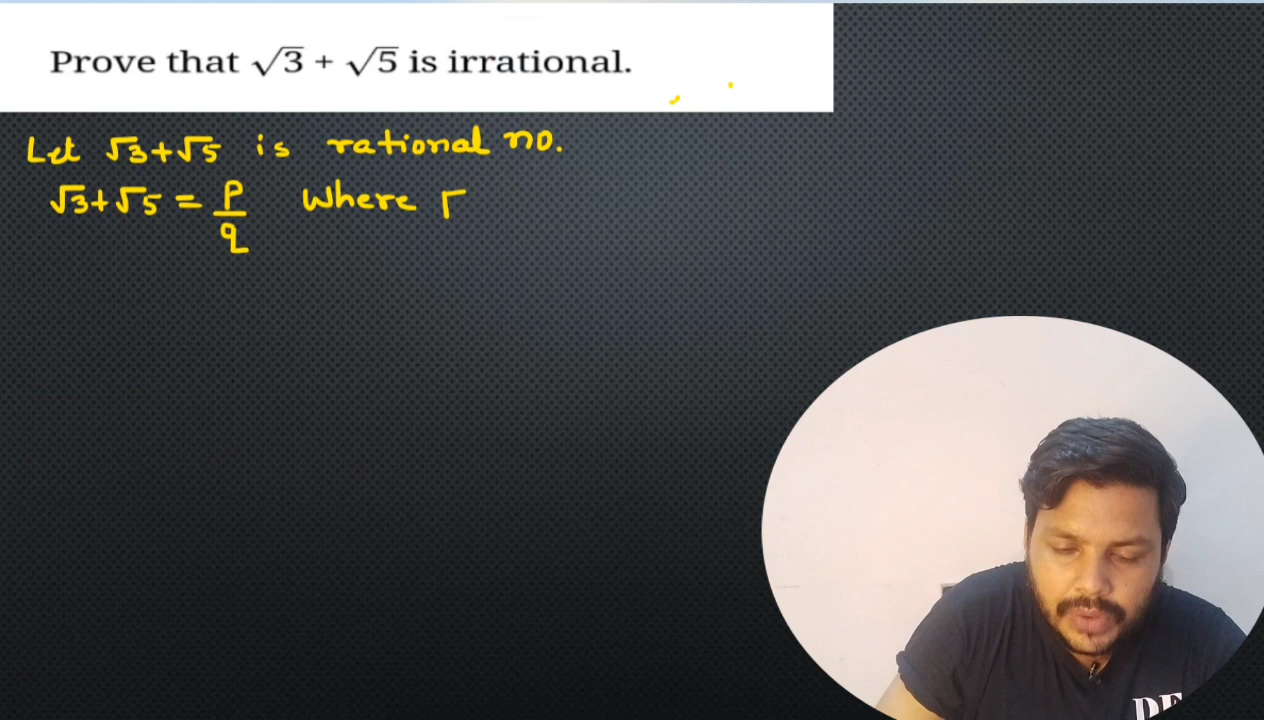 Prove that √3 + √5 is irrational.
Let √3+√5 is rational no.
√3+√5 = p/q where